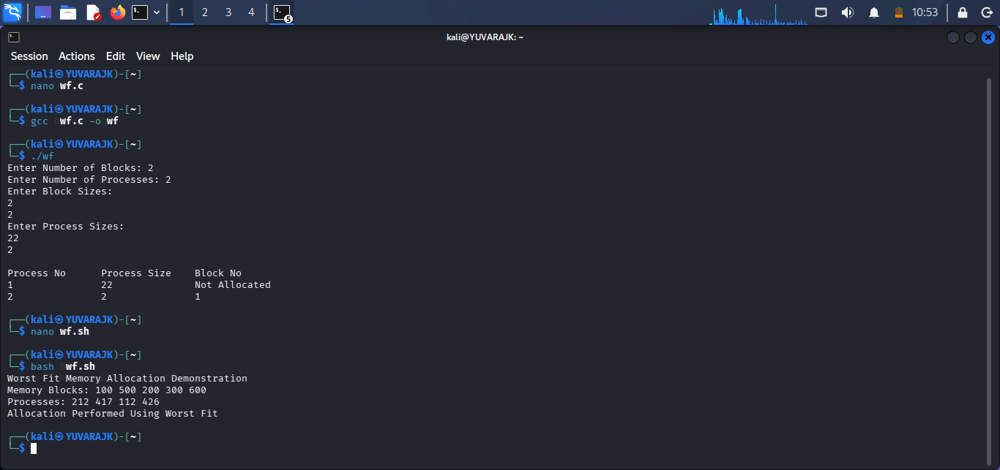 1 2 3 4 5 10:53
kali@YUVARAJK: ~
Session Actions Edit View Help
┌──(kali㉿YUVARAJK)-[~]
└─$ nano wf.c
┌──(kali㉿YUVARAJK)-[~]
└─$ gcc wf.c -o wf
┌──(kali㉿YUVARAJK)-[~]
└─$ ./wf
Enter Number of Blocks: 2
Enter Number of Processes: 2
Enter Block Sizes:
2
2
Enter Process Sizes:
22
2
Process No Process Size Block No
1 22 Not Allocated
2 2 1
┌──(kali㉿YUVARAJK)-[~]
└─$ nano wf.sh
┌──(kali㉿YUVARAJK)-[~]
└─$ bash wf.sh
Worst Fit Memory Allocation Demonstration
Memory Blocks: 100 500 200 300 600
Processes: 212 417 112 426
Allocation Performed Using Worst Fit
┌──(kali㉿YUVARAJK)-[~]
└─$